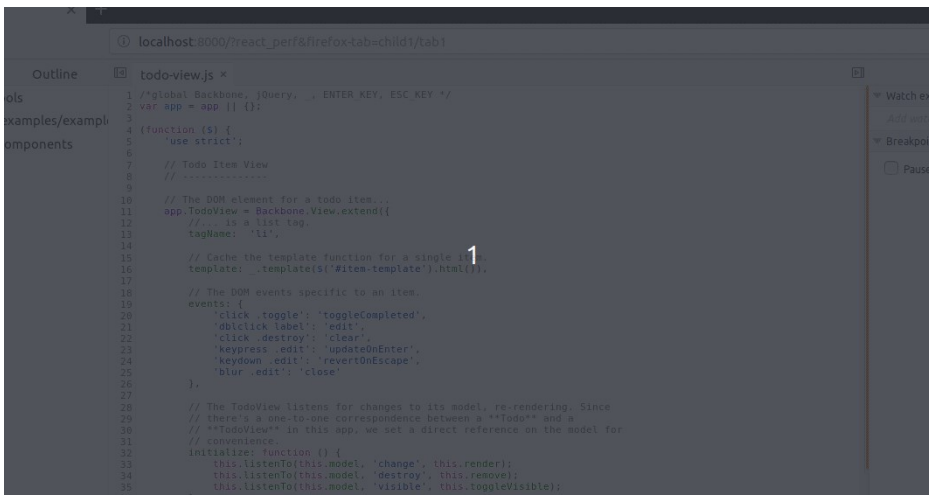 × +
localhost:8000/?react_perf&firefox-tab=child1/tab1
Outline
todo-view.js ×
ols
examples/exampl
omponents
1 /*global Backbone, jQuery, _, ENTER_KEY, ESC_KEY */
2 var app = app || {};
3
4 (function ($) {
5 'use strict';
6
7 // Todo Item View
8 // --------------
9
10 // The DOM element for a todo item...
11 app.TodoView = Backbone.View.extend({
12 //... is a list tag.
13 tagName: 'li',
14
15 // Cache the template function for a single item.
16 template: _.template($('#item-template').html()),
17
18 // The DOM events specific to an item.
19 events: {
20 'click .toggle': 'toggleCompleted',
21 'dblclick label': 'edit',
22 'click .destroy': 'clear',
23 'keypress .edit': 'updateOnEnter',
24 'keydown .edit': 'revertOnEscape',
25 'blur .edit': 'close'
26 },
27
28 // The TodoView listens for changes to its model, re-rendering. Since
29 // there's a one-to-one correspondence between a **Todo** and a
30 // **TodoView** in this app, we set a direct reference on the model for
31 // convenience.
32 initialize: function () {
33 this.listenTo(this.model, 'change', this.render);
34 this.listenTo(this.model, 'destroy', this.remove);
35 this.listenTo(this.model, 'visible', this.toggleVisible);
1
Watch ex
Add wat
Breakpoi
Pause